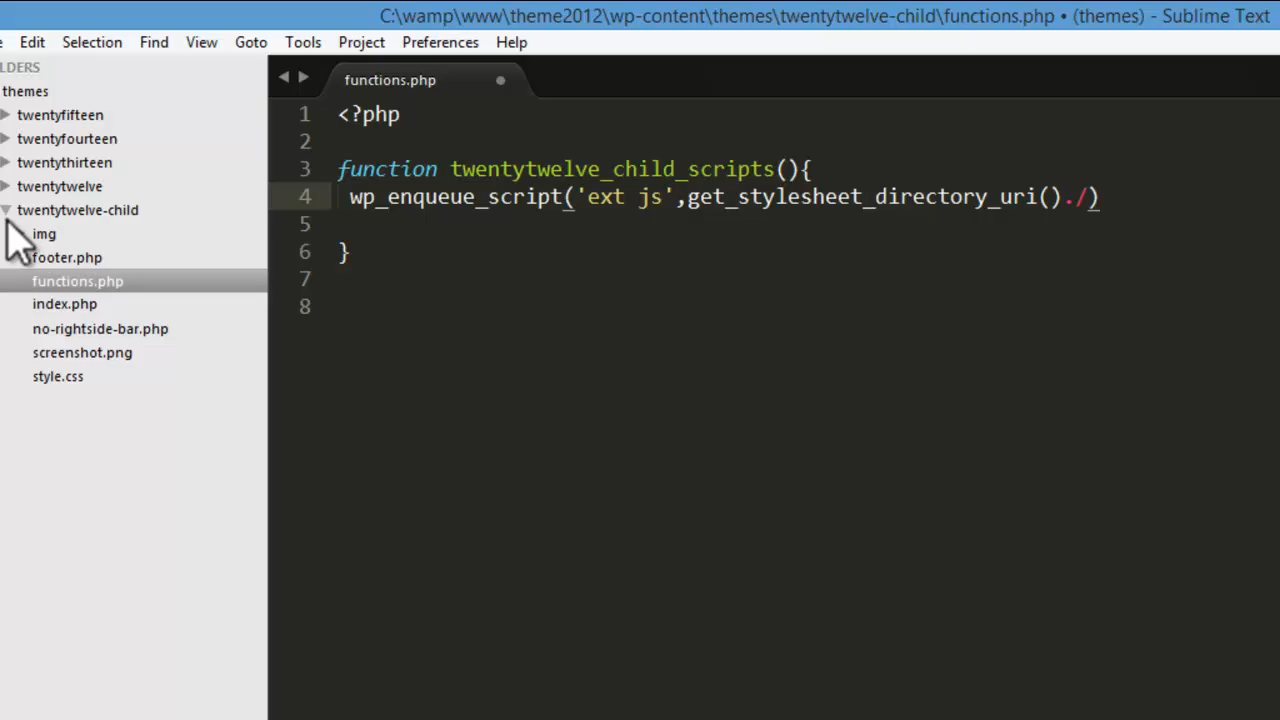 C:\wamp\www\theme2012\wp-content\themes\twentytwelve-child\functions.php • (themes) - Sublime Text
Edit Selection Find View Goto Tools Project Preferences Help
LDERS
themes
twentyfifteen
twentyfourteen
twentythirteen
twentytwelve
twentytwelve-child
img
footer.php
functions.php
index.php
no-rightside-bar.php
screenshot.png
style.css
functions.php
1 <?php
2
3 function twentytwelve_child_scripts(){
4 wp_enqueue_script('ext js',get_stylesheet_directory_uri()./)
5
6 }
7
8